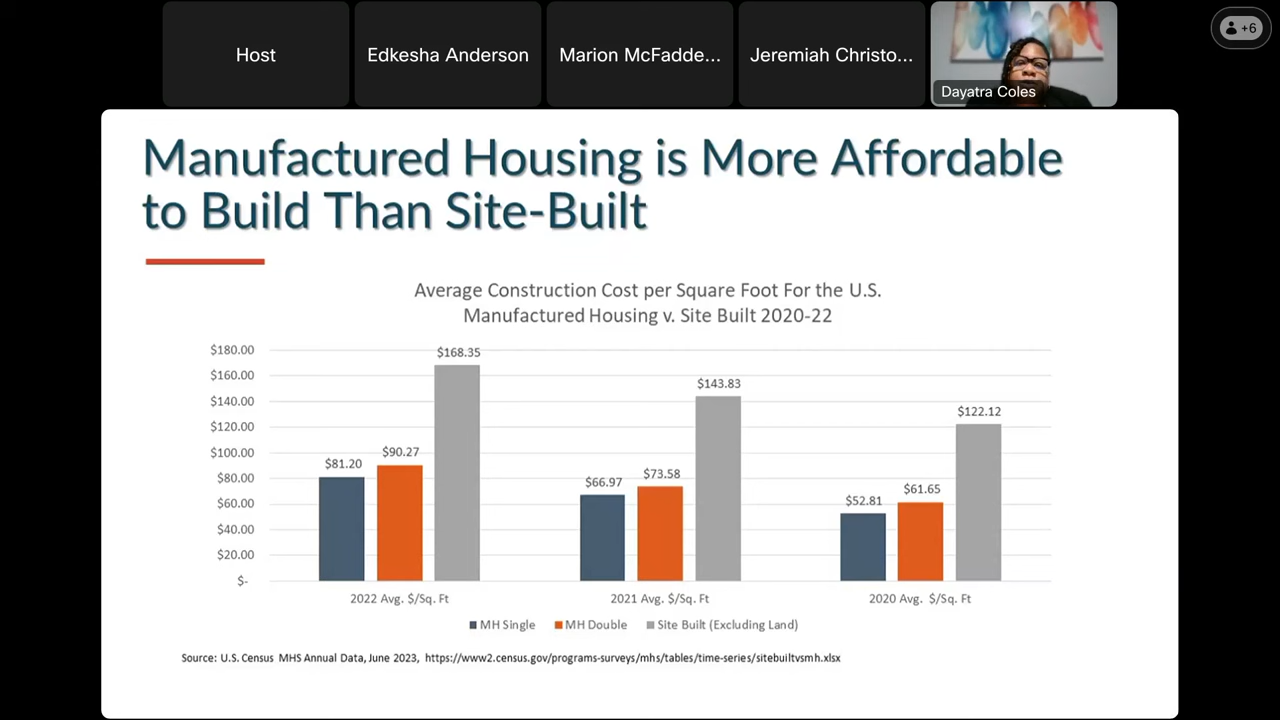 Host
Edkesha Anderson
Marion McFadde...
Jeremiah Christo...
Dayatra Coles
+6
Manufactured Housing is More Affordable
to Build Than Site-Built
Average Construction Cost per Square Foot For the U.S.
Manufactured Housing v. Site Built 2020-22
$180.00
$160.00
$140.00
$120.00
$100.00
$80.00
$60.00
$40.00
$20.00
$-
$81.20
$90.27
$168.35
$66.97
$73.58
$143.83
$52.81
$61.65
$122.12
2022 Avg. $/Sq. Ft
2021 Avg. $/Sq. Ft
2020 Avg. $/Sq. Ft
MH Single
MH Double
Site Built (Excluding Land)
Source: U.S. Census MHS Annual Data, June 2023, https://www2.census.gov/programs-surveys/mhs/tables/time-series/sitebuiltvsmh.xlsx